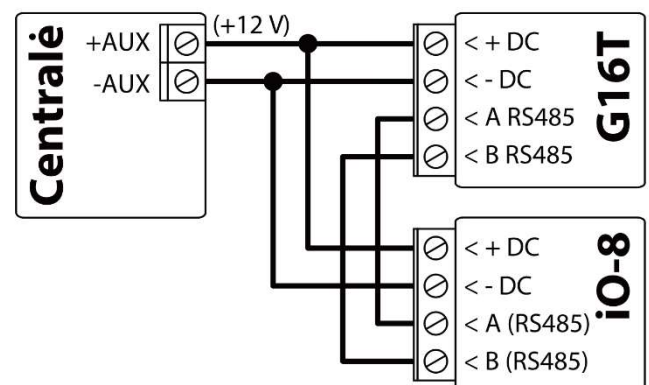 Centralė
+AUX
-AUX
(+12 V)
< + DC
< - DC
< A RS485
< B RS485
G16T
< + DC
< - DC
< A (RS485)
< B (RS485)
iO-8